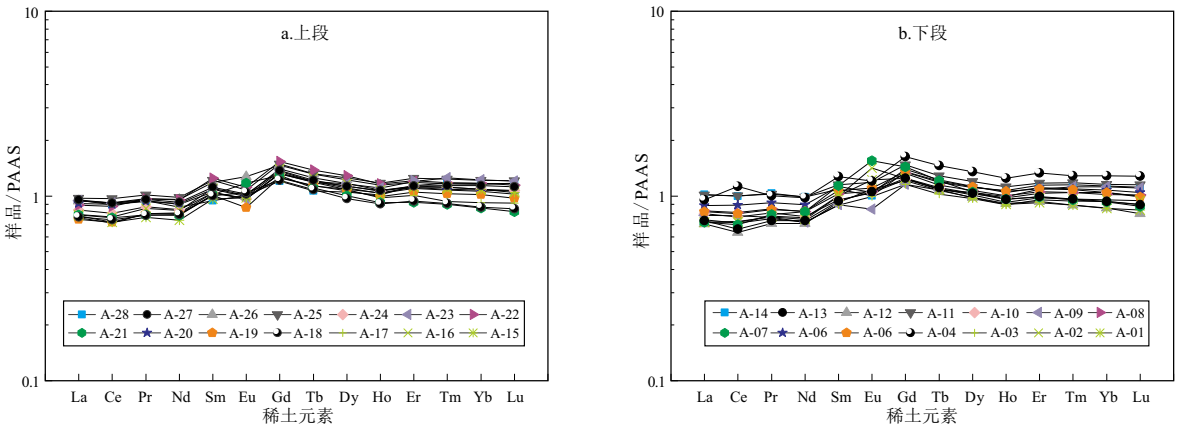 a.上段
10
1
0.1
样品/PAAS
A-28 A-27 A-26 A-25 A-24 A-23 A-22
A-21 A-20 A-19 A-18 A-17 A-16 A-15
La Ce Pr Nd Sm Eu Gd Tb Dy Ho Er Tm Yb Lu
稀土元素
b.下段
10
1
0.1
样品/PAAS
A-14 A-13 A-12 A-11 A-10 A-09 A-08
A-07 A-06 A-06 A-04 A-03 A-02 A-01
La Ce Pr Nd Sm Eu Gd Tb Dy Ho Er Tm Yb Lu
稀土元素